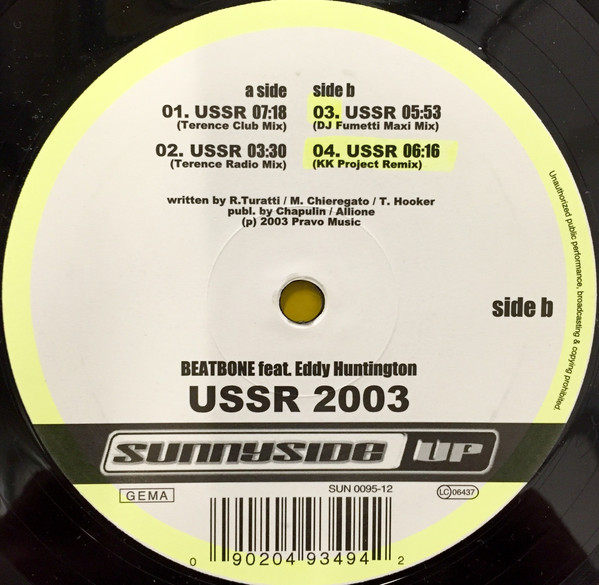 a side
01. USSR 07:18
(Terence Club Mix)
02. USSR 03:30
(Terence Radio Mix)
side b
03. USSR 05:53
(DJ Fumetti Maxi Mix)
04. USSR 06:16
(KK Project Remix)
written by R.Turatti / M. Chieregato / T. Hooker
publ. by Chapulin / Allione
(p) 2003 Pravo Music
Unauthorized public performance, broadcasting & copying prohibited.
side b
BEATBONE feat. Eddy Huntington
USSR 2003
SUNNYSIDE UP
GEMA
SUN 0095-12
LC 06437
0 90204 93494 2